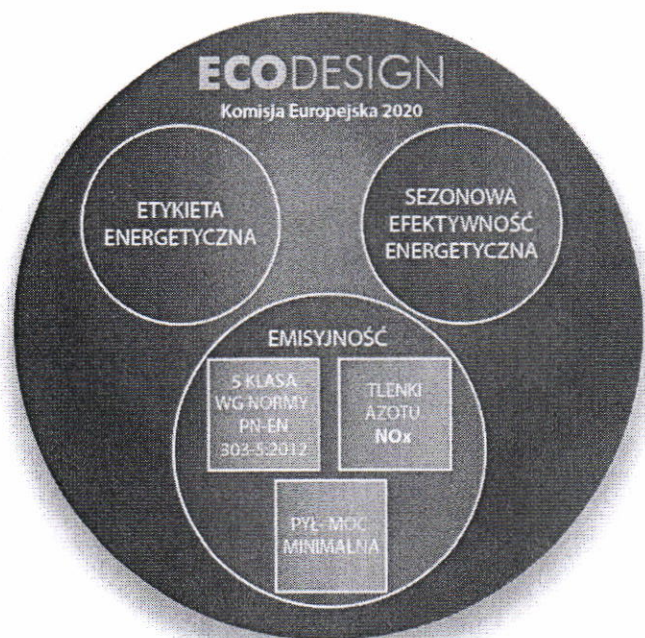 ECODESIGN
Komisja Europejska 2020
ETYKIETA
ENERGETYCZNA
SEZONOWA
EFEKTYWNOŚĆ
ENERGETYCZNA
EMISYJNOŚĆ
5 KLASA
WG NORMY
PN-EN
303-5:2012
TLENKI
AZOTU
NOx
PYŁ- MOC
MINIMALNA